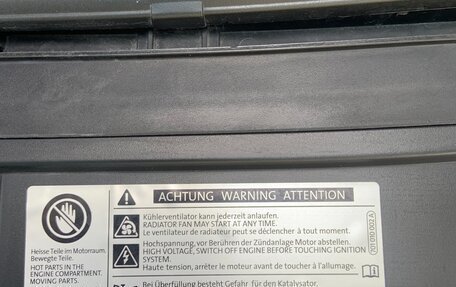 ACHTUNG WARNING ATTENTION
Kühlerventilator kann jederzeit anlaufen.
RADIATOR FAN MAY START AT ANY TIME.
Le ventilateur de radiateur peut se déclencher à tout moment.
Hochspannung, vor Berühren der Zündanlage Motor abstellen.
HIGH VOLTAGE, SWITCH OFF ENGINE BEFORE TOUCHING IGNITION
SYSTEM.
Haute tension, arrêter le moteur avant de toucher à l'allumage.
Bei Überfüllung besteht Gefahr für den Katalysator.
Heisse Teile im Motorraum.
Bewegte Teile.
HOT PARTS IN THE
ENGINE COMPARTMENT.
MOVING PARTS.
701 010 002 A